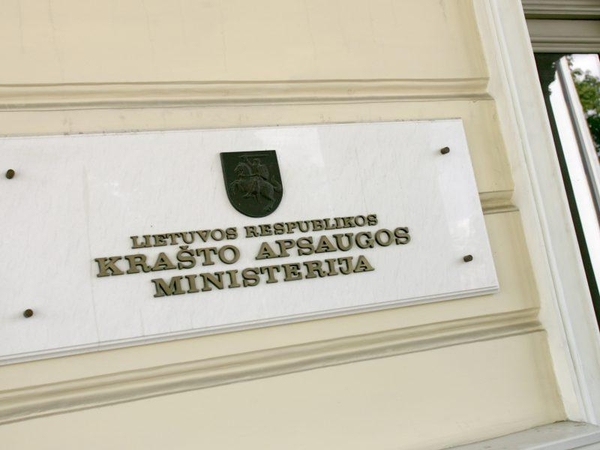 LIETUVOS RESPUBLIKOS
KRAŠTO APSAUGOS
MINISTERIJA